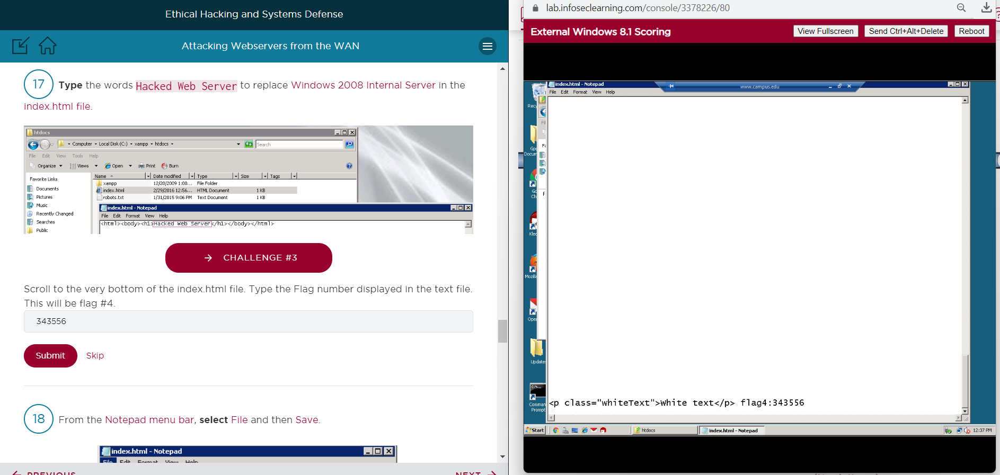 Ethical Hacking and Systems Defense
Attacking Webservers from the WAN
17 Type the words Hacked Web Server to replace Windows 2008 Internal Server in the
index.html file.
htdocs
Computer Local Disk (C:) xampp htdocs
Search
File Edit View Tools Help
Organize Views Open Print Burn
Favorite Links
Documents
Pictures
Music
Recently Changed
Searches
Public
Name Date modified Type Size Tags
xampp 12/20/2009 1:00... File Folder
index.html 2/29/2016 12:56... HTML Document 1 KB
robots.txt 1/31/2015 9:06 PM Text Document 1 KB
index.html - Notepad
File Edit Format View Help
<html><body><h1>Hacked Web Server</h1></body></html>
→ CHALLENGE #3
Scroll to the very bottom of the index.html file. Type the Flag number displayed in the text file.
This will be flag #4.
343556
Submit Skip
18 From the Notepad menu bar, select File and then Save.
index.html - Notepad
File Edit Format View Help
PREVIOUS
NEXT
lab.infoseclearning.com/console/3378226/80
External Windows 8.1 Scoring
View Fullscreen Send Ctrl+Alt+Delete Reboot
index.html - Notepad
www.campus.edu
File Edit Format View Help
Updates
Prompt
<p class="whiteText">White text</p> flag4:343556
Start
htdocs
index.html - Notepad
12:37 PM